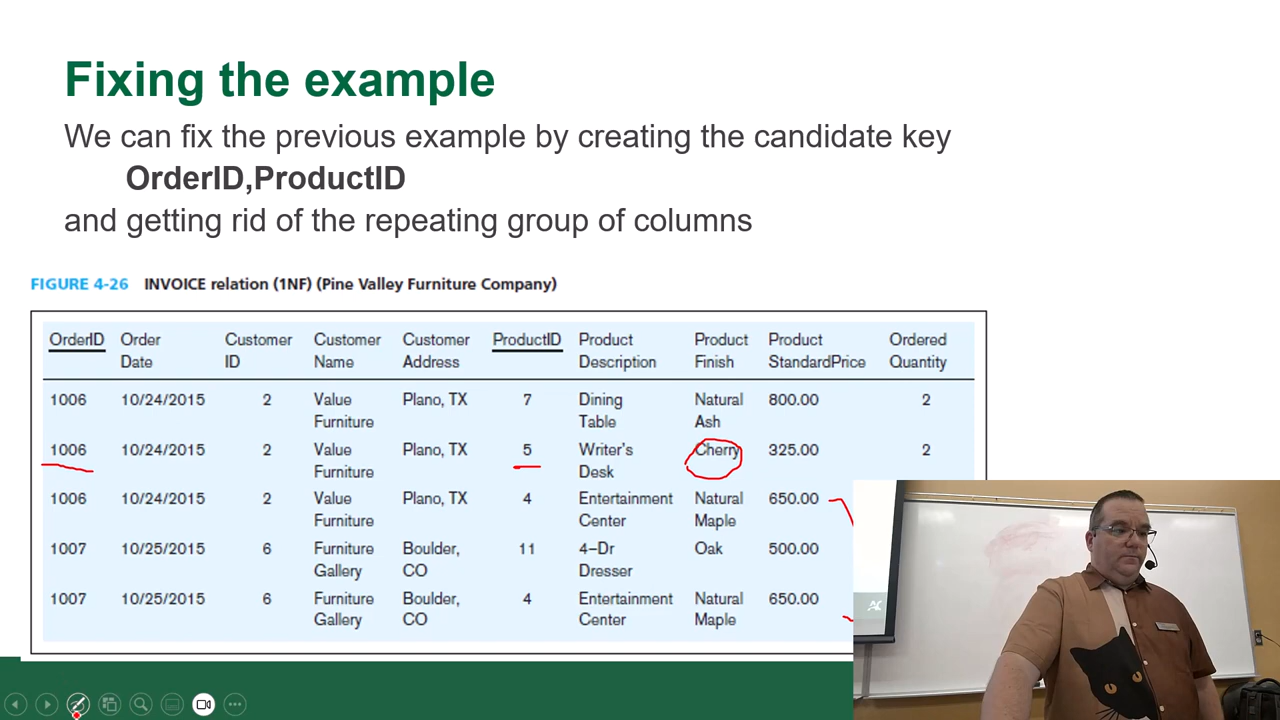 Fixing the example
We can fix the previous example by creating the candidate key
OrderID,ProductID
and getting rid of the repeating group of columns
FIGURE 4-26 INVOICE relation (1NF) (Pine Valley Furniture Company)
OrderID Order Date Customer ID Customer Name Customer Address ProductID Product Description Product Finish Product StandardPrice Ordered Quantity
1006 10/24/2015 2 Value Furniture Plano, TX 7 Dining Table Natural Ash 800.00 2
1006 10/24/2015 2 Value Furniture Plano, TX 5 Writer's Desk Cherry 325.00 2
1006 10/24/2015 2 Value Furniture Plano, TX 4 Entertainment Center Natural Maple 650.00
1007 10/25/2015 6 Furniture Gallery Boulder, CO 11 4–Dr Dresser Oak 500.00
1007 10/25/2015 6 Furniture Gallery Boulder, CO 4 Entertainment Center Natural Maple 650.00